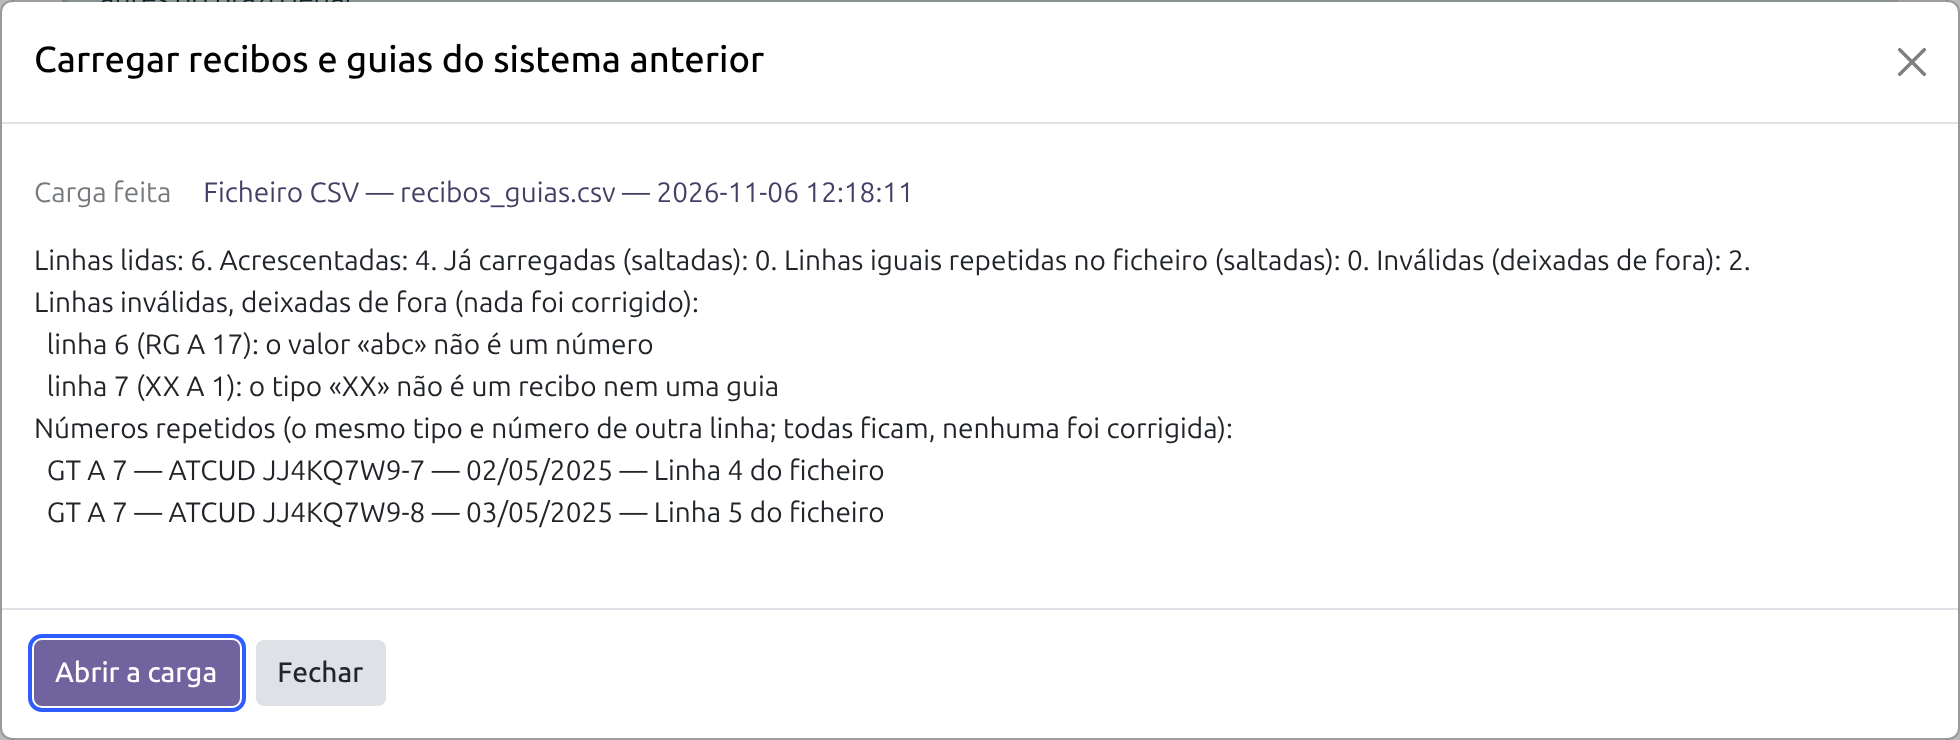 Carregar recibos e guias do sistema anterior
Carga feita Ficheiro CSV — recibos_guias.csv — 2026-11-06 12:18:11
Linhas lidas: 6. Acrescentadas: 4. Já carregadas (saltadas): 0. Linhas iguais repetidas no ficheiro (saltadas): 0. Inválidas (deixadas de fora): 2.
Linhas inválidas, deixadas de fora (nada foi corrigido):
linha 6 (RG A 17): o valor «abc» não é um número
linha 7 (XX A 1): o tipo «XX» não é um recibo nem uma guia
Números repetidos (o mesmo tipo e número de outra linha; todas ficam, nenhuma foi corrigida):
GT A 7 — ATCUD JJ4KQ7W9-7 — 02/05/2025 — Linha 4 do ficheiro
GT A 7 — ATCUD JJ4KQ7W9-8 — 03/05/2025 — Linha 5 do ficheiro
Abrir a carga Fechar